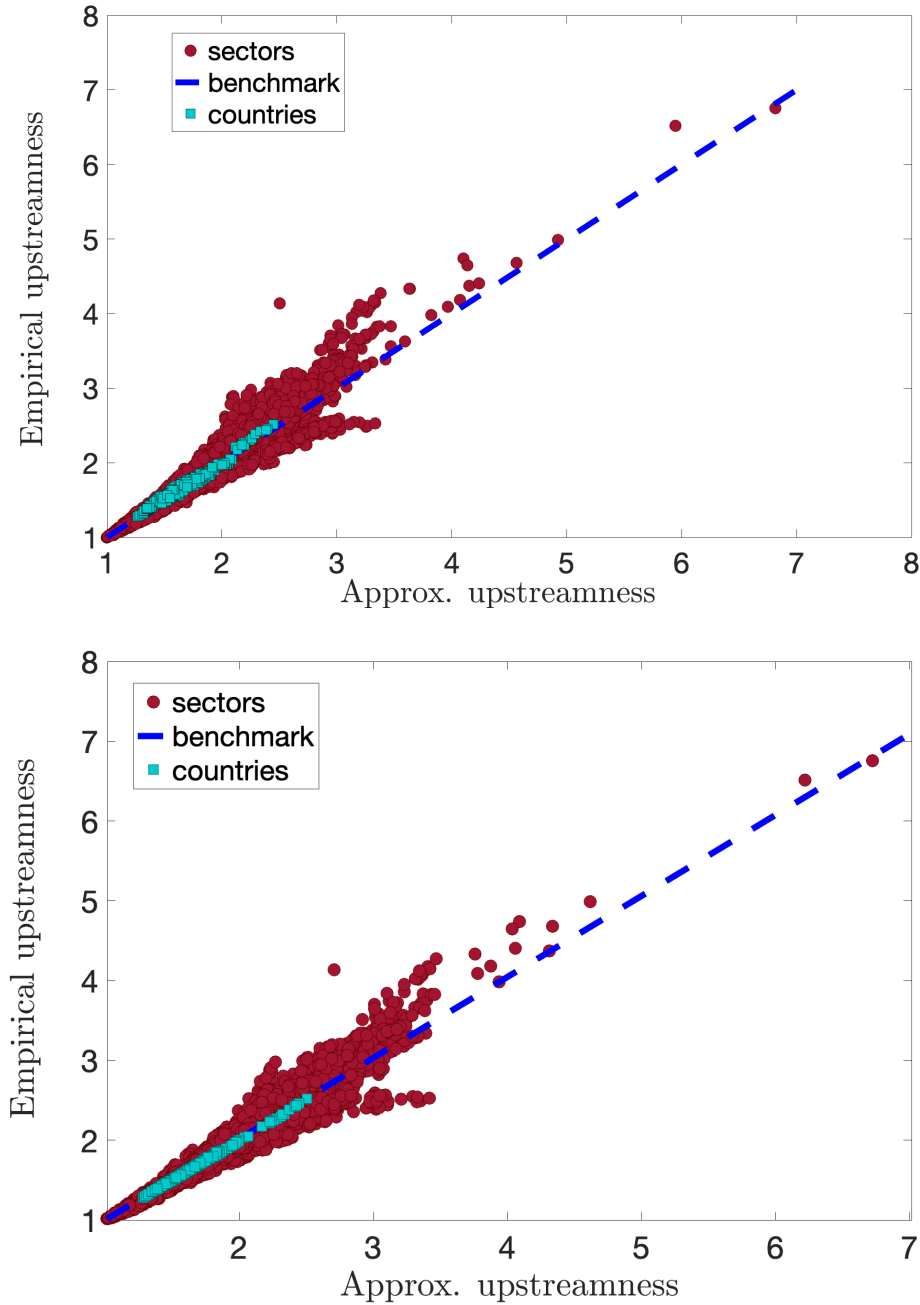 8
7
6
5
4
3
2
1
Empirical upstreamness
sectors
benchmark
countries
1 2 3 4 5 6 7 8
Approx. upstreamness
8
7
6
5
4
3
2
1
Empirical upstreamness
sectors
benchmark
countries
2 3 4 5 6 7
Approx. upstreamness